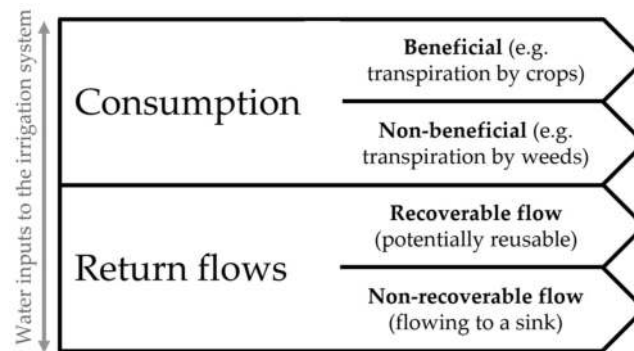 Water inputs to the irrigation system
Consumption
Beneficial (e.g.
transpiration by crops)
Non-beneficial (e.g.
transpiration by weeds)
Return flows
Recoverable flow
(potentially reusable)
Non-recoverable flow
(flowing to a sink)